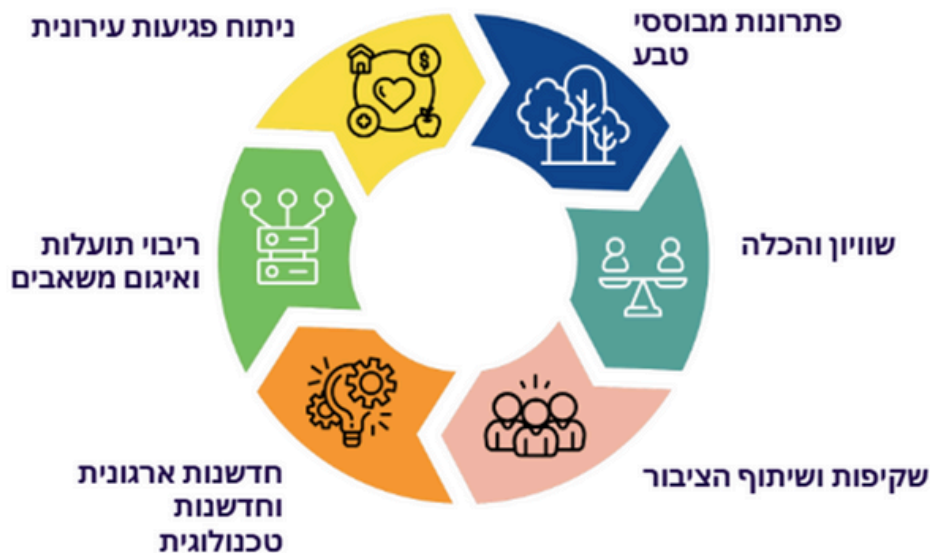 פתרונות מבוססי
טבע
שוויון והכלה
שקיפות ושיתוף הציבור
חדשנות ארגונית
וחדשנות
טכנולוגית
ריבוי תועלות
ואיגום משאבים
ניתוח פגיעות עירונית
$